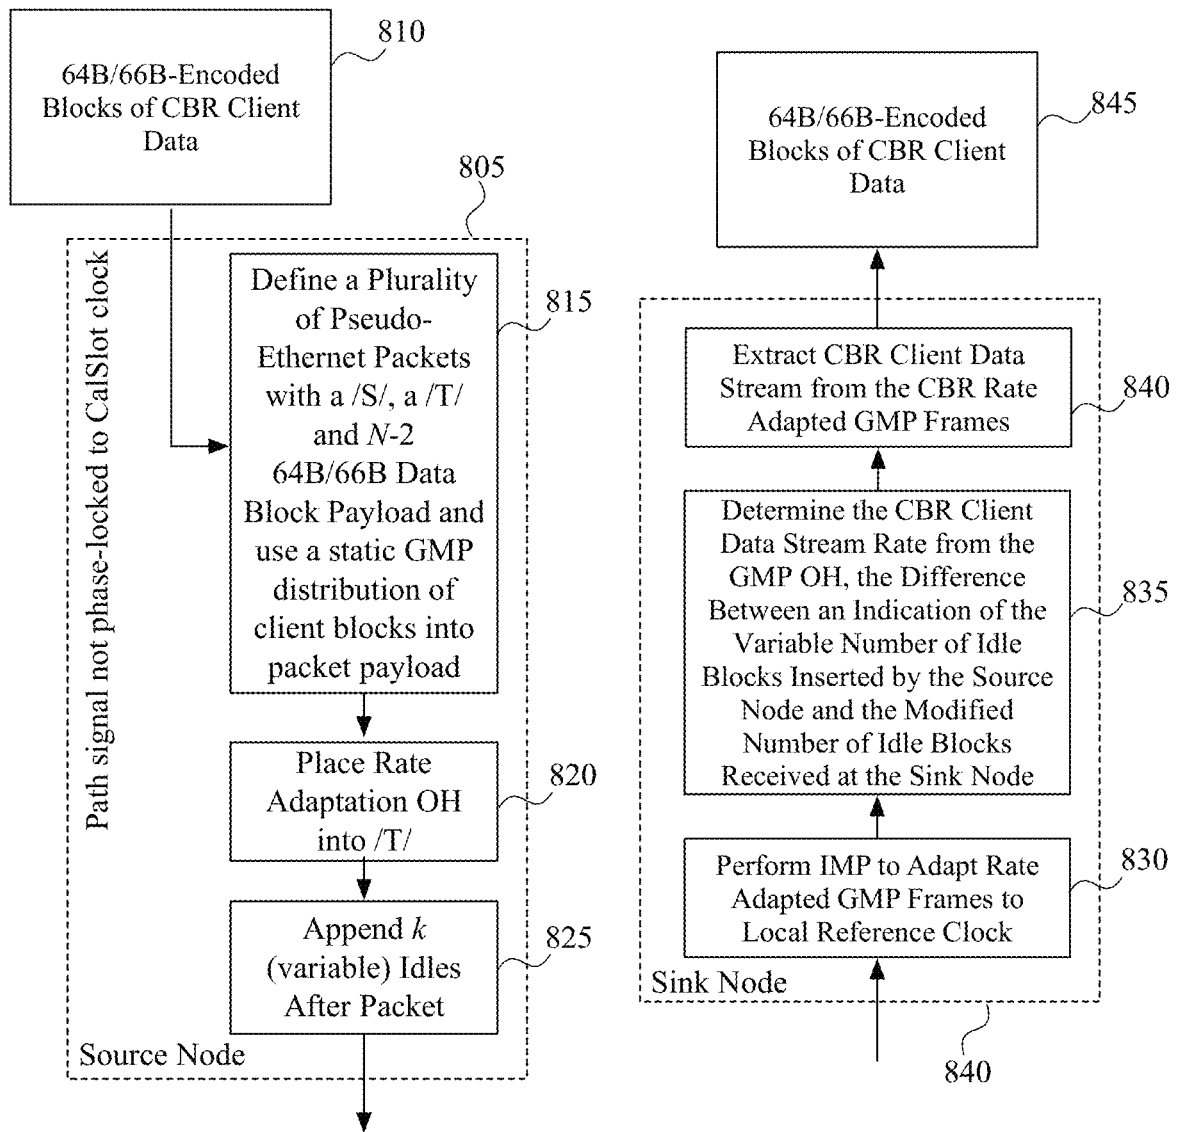 64B/66B-Encoded
Blocks of CBR Client
Data
810
805
Path signal not phase-locked to CalSlot clock
Define a Plurality
of Pseudo-
Ethernet Packets
with a /S/, a /T/
and N-2
64B/66B Data
Block Payload and
use a static GMP
distribution of
client blocks into
packet payload
815
Place Rate
Adaptation OH
into /T/
820
Append k
(variable) Idles
After Packet
825
Source Node
64B/66B-Encoded
Blocks of CBR Client
Data
845
Extract CBR Client Data
Stream from the CBR Rate
Adapted GMP Frames
840
Determine the CBR Client
Data Stream Rate from the
GMP OH, the Difference
Between an Indication of the
Variable Number of Idle
Blocks Inserted by the Source
Node and the Modified
Number of Idle Blocks
Received at the Sink Node
835
Perform IMP to Adapt Rate
Adapted GMP Frames to
Local Reference Clock
830
Sink Node
840